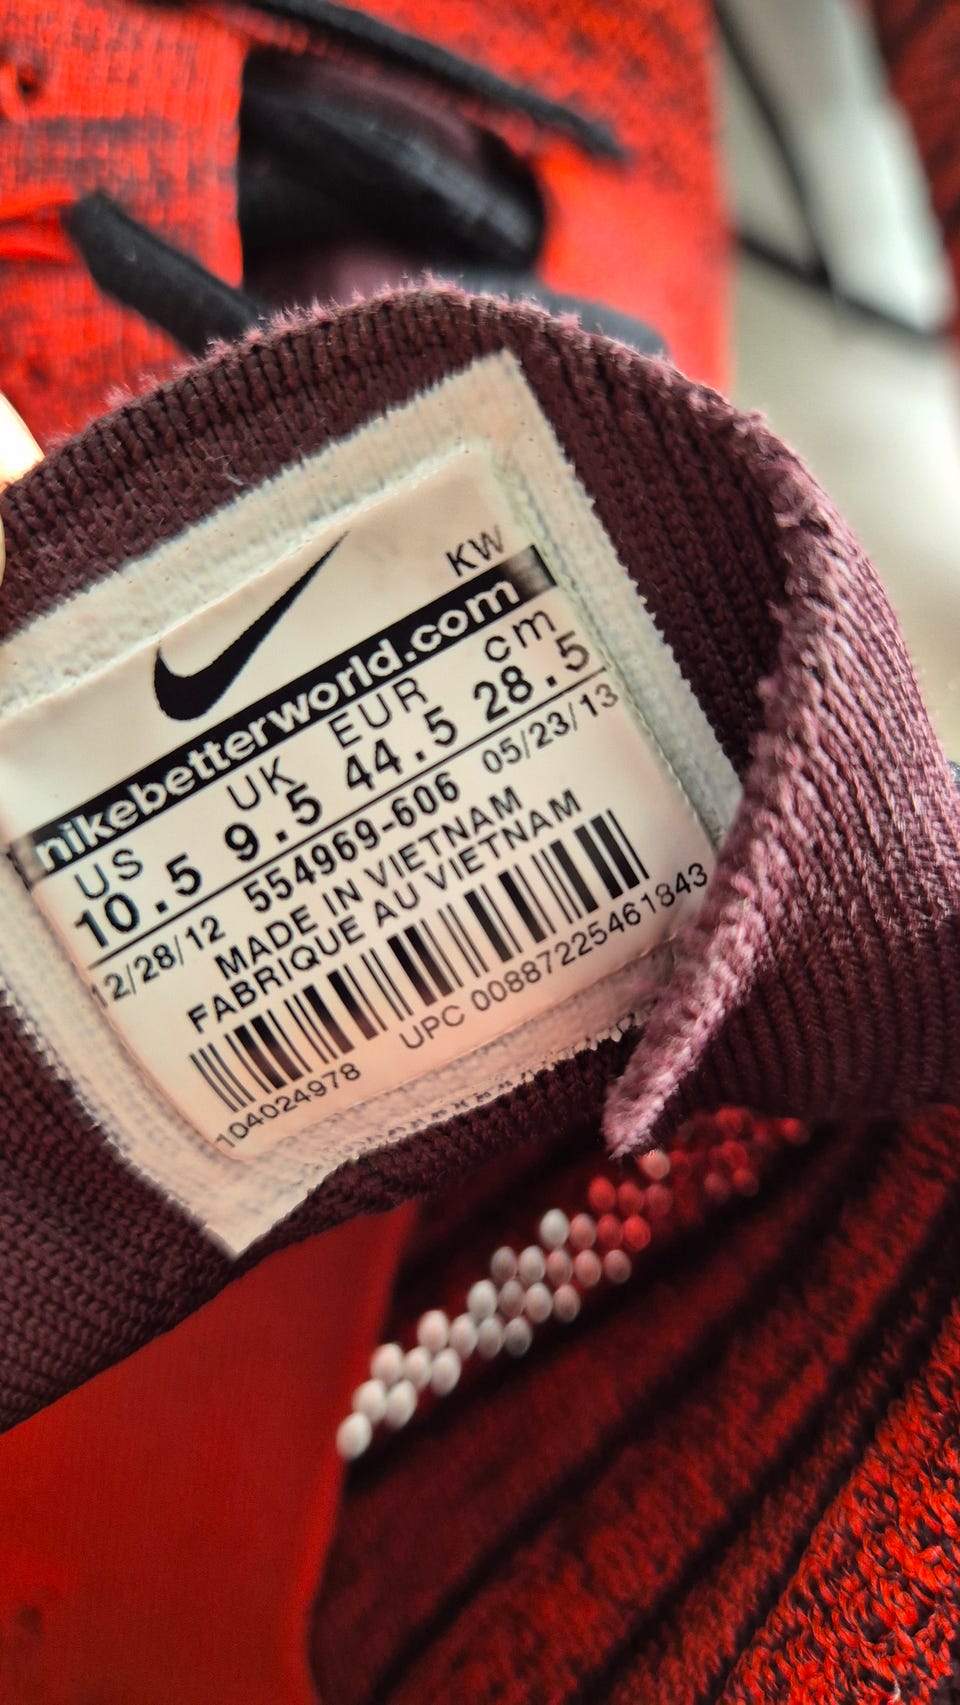 KW
nikebetterworld.com
US UK EUR cm
10.5 9.5 44.5 28.5
12/28/12 554969-606 05/23/13
MADE IN VIETNAM
FABRIQUE AU VIETNAM
104024978 UPC 00887225461843